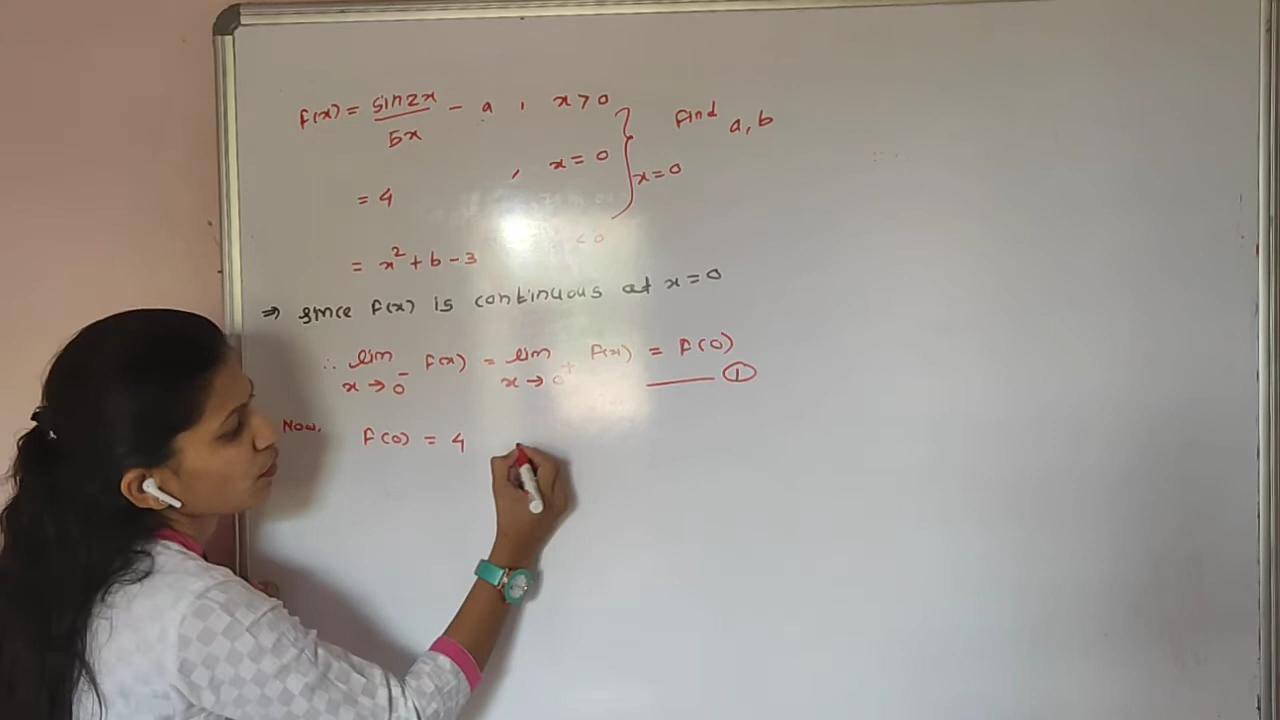 f(x) = sin2x/5x - a , x > 0
= 4 , x = 0
= x² + b - 3 < 0
} x = 0
Find a, b
⇒ since f(x) is continuous at x = 0
∴ lim x → 0⁻ f(x) = lim x → 0⁺ f(x) = f(0) —— ①
Now, f(0) = 4